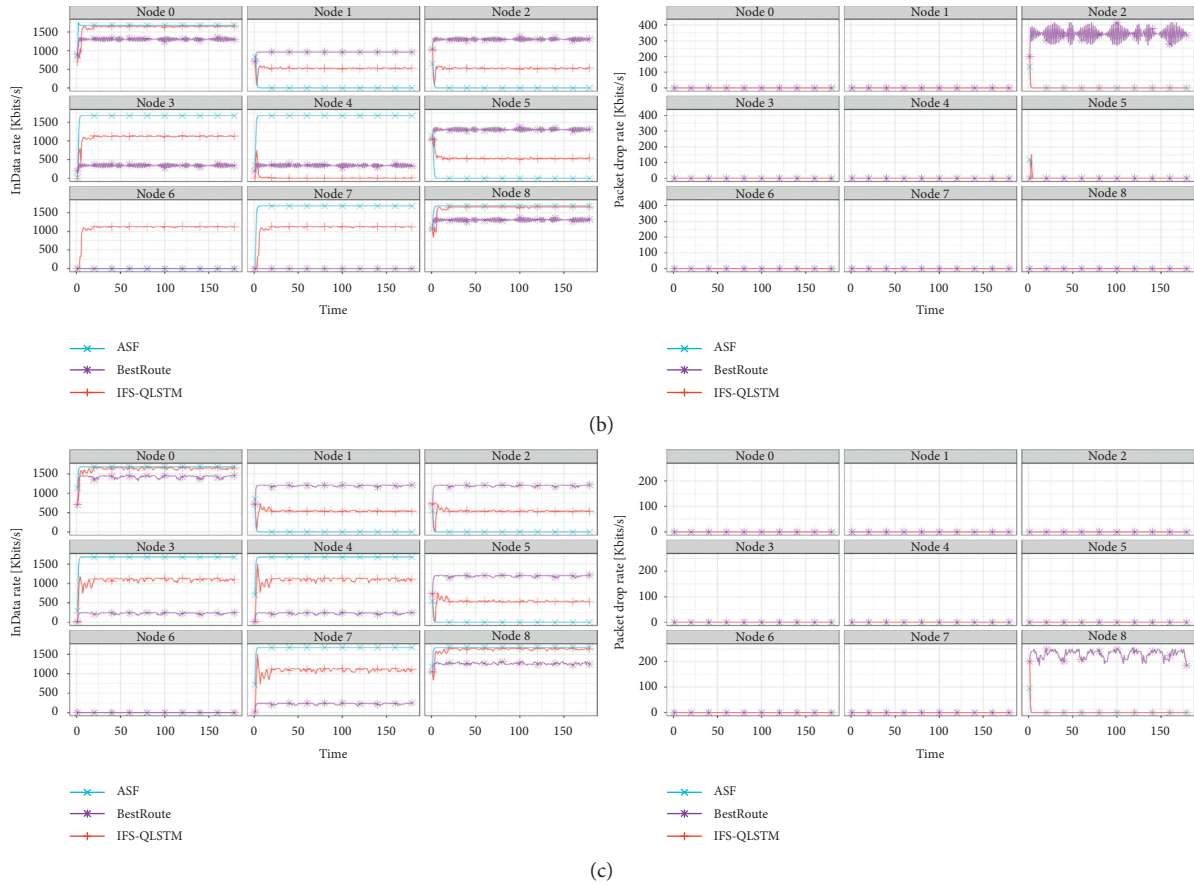 Node 0 Node 1 Node 2
1500
1000
500
0
Node 3 Node 4 Node 5
1500
1000
500
0
Node 6 Node 7 Node 8
1500
1000
500
0
0 50 100 150 0 50 100 150 0 50 100 150
Time
InData rate [Kbits/s]
ASF
BestRoute
IFS-QLSTM
Node 0 Node 1 Node 2
400
300
200
100
0
Node 3 Node 4 Node 5
400
300
200
100
0
Node 6 Node 7 Node 8
400
300
200
100
0
0 50 100 150 0 50 100 150 0 50 100 150
Time
Packet drop rate [Kbits/s]
ASF
BestRoute
IFS-QLSTM
(b)
Node 0 Node 1 Node 2
1500
1000
500
0
Node 3 Node 4 Node 5
1500
1000
500
0
Node 6 Node 7 Node 8
1500
1000
500
0
0 50 100 150 0 50 100 150 0 50 100 150
Time
InData rate [Kbits/s]
ASF
BestRoute
IFS-QLSTM
Node 0 Node 1 Node 2
200
100
0
Node 3 Node 4 Node 5
200
100
0
Node 6 Node 7 Node 8
200
100
0
0 50 100 150 0 50 100 150 0 50 100 150
Time
Packet drop rate [Kbits/s]
ASF
BestRoute
IFS-QLSTM
(c)